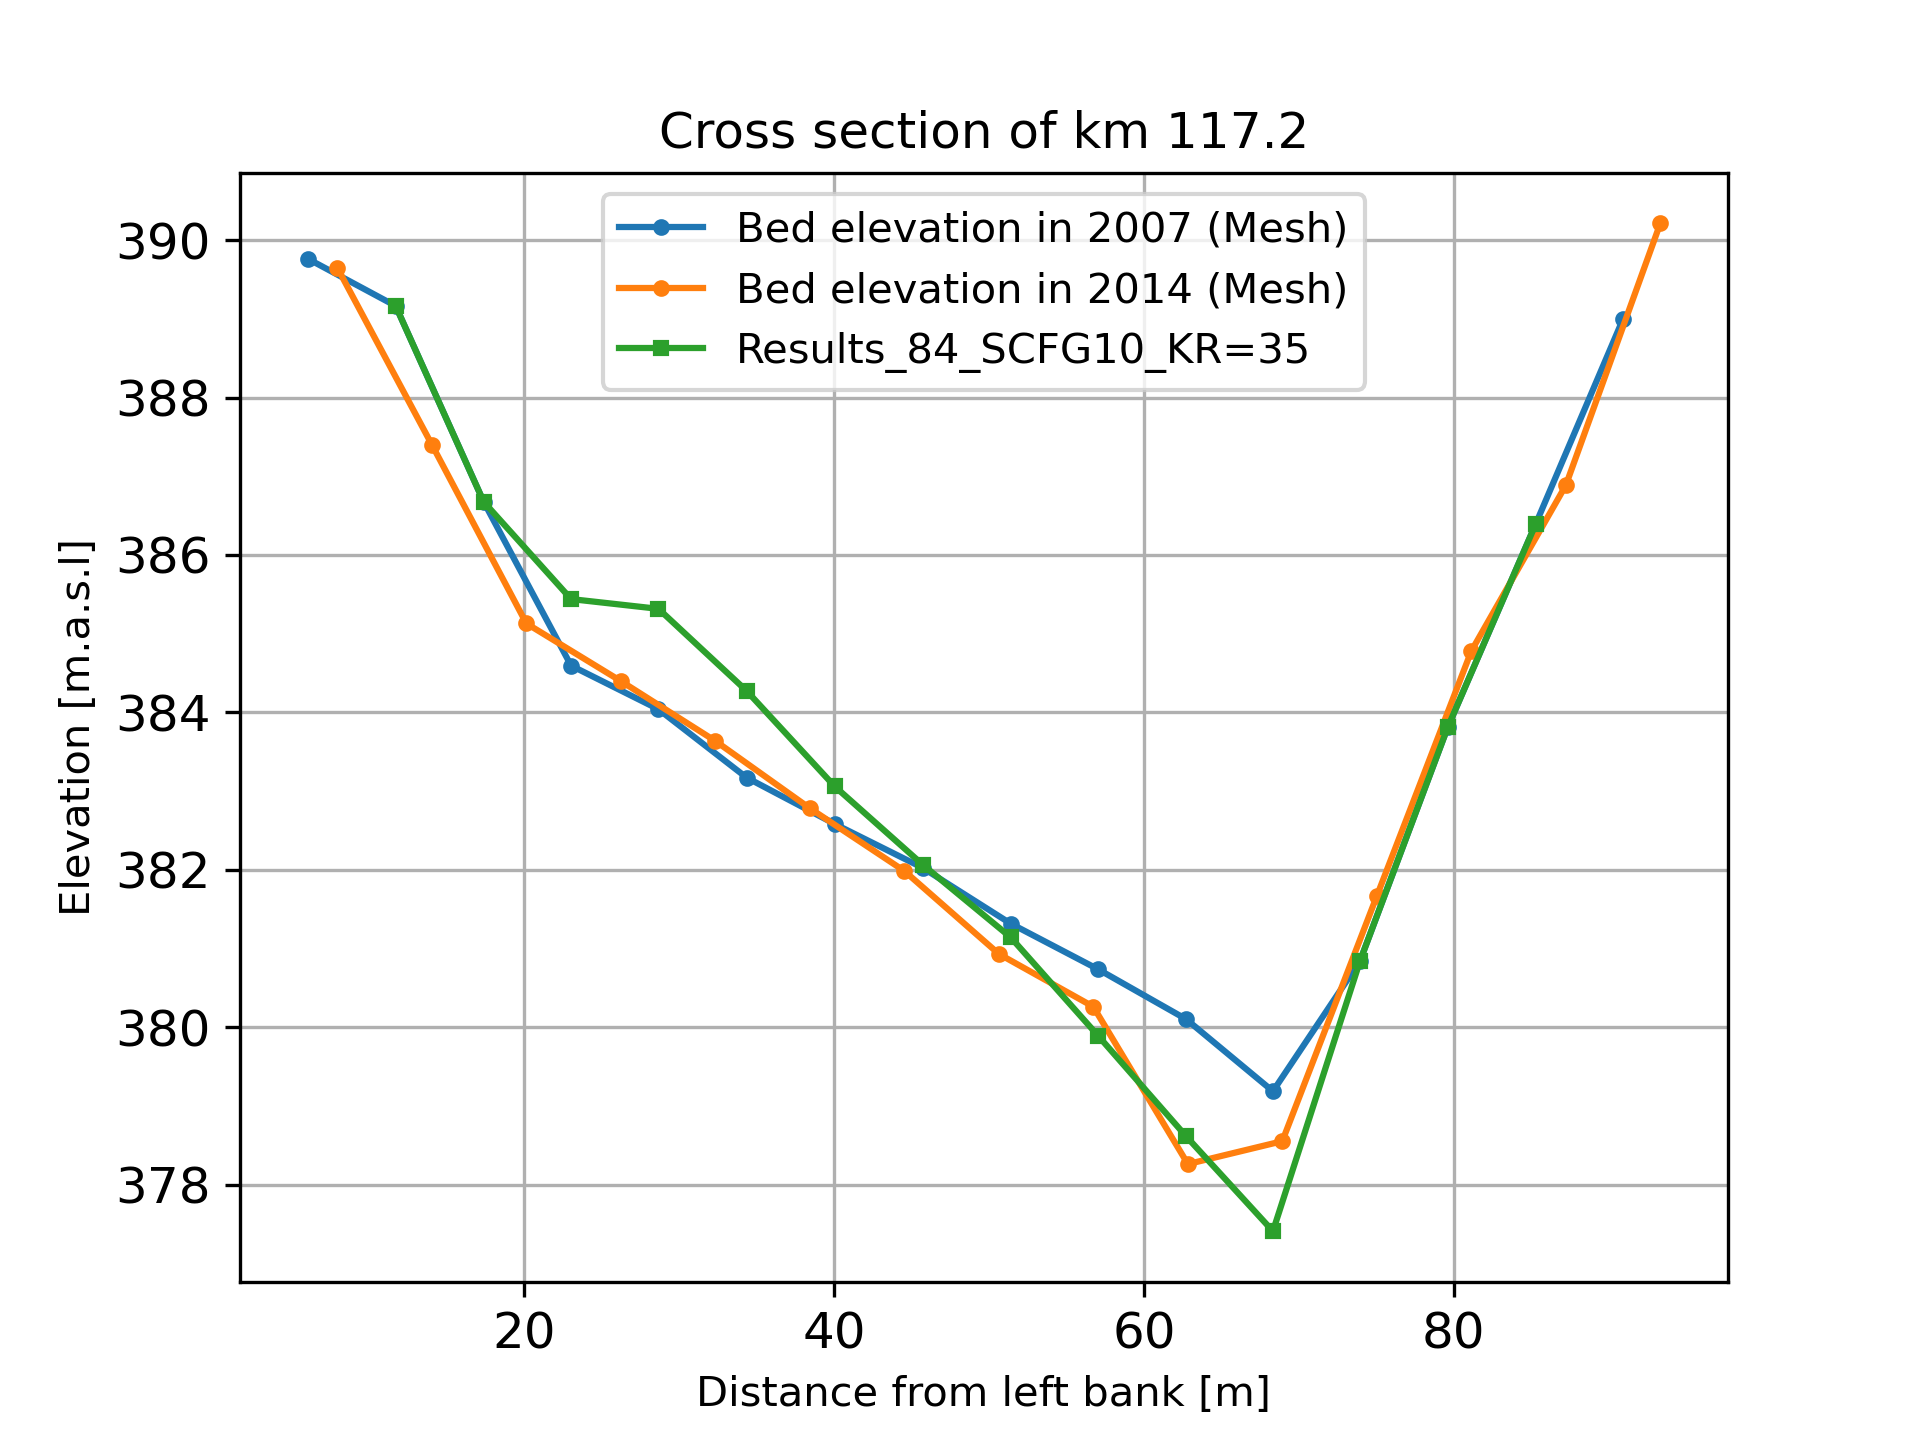 Cross section of km 117.2
Bed elevation in 2007 (Mesh)
Bed elevation in 2014 (Mesh)
Results_84_SCFG10_KR=35
390
388
386
384
382
380
378
Elevation [m.a.s.l]
20 40 60 80
Distance from left bank [m]